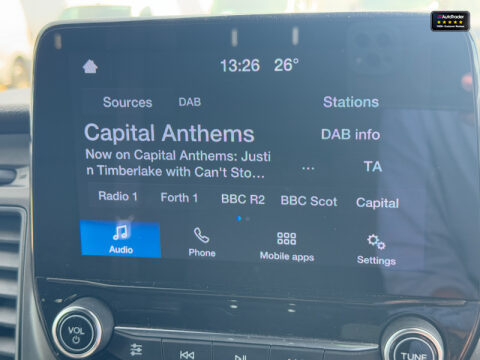 AutoTrader
13:26 26°
Sources DAB Stations
Capital Anthems DAB info
Now on Capital Anthems: Justi
n Timberlake with Can't Sto... ... TA
Radio 1 Forth 1 BBC R2 BBC Scot Capital
Audio Phone Mobile apps Settings
VOL TUNE